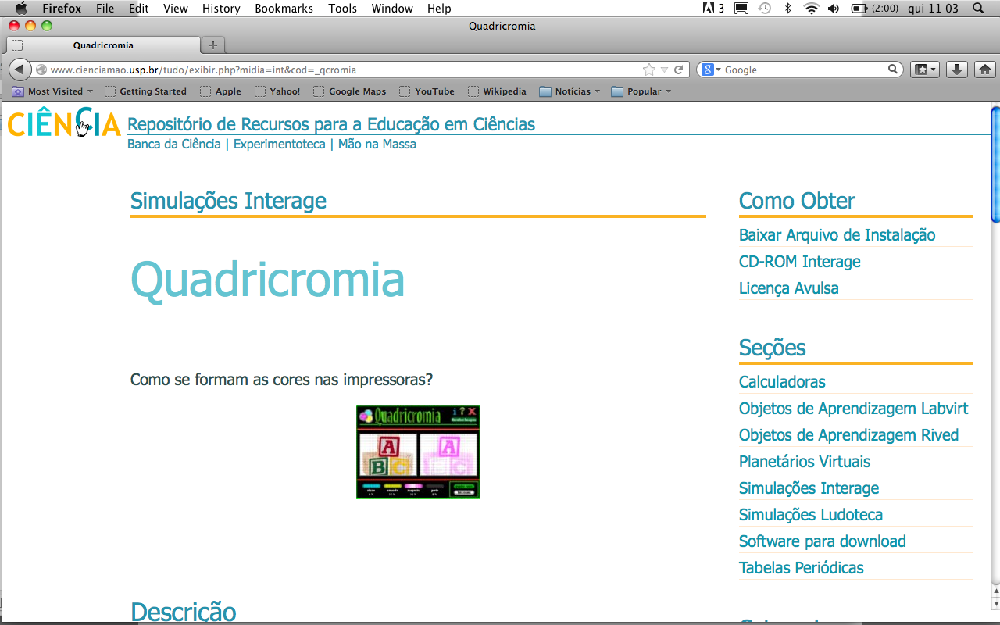 Firefox File Edit View History Bookmarks Tools Window Help 3 (2:00) qui 11 03
Quadricromia
Quadricromia
www.cienciamao.usp.br/tudo/exibir.php?midia=int&cod=_qcromia Google
Most Visited Getting Started Apple Yahoo! Google Maps YouTube Wikipedia Notícias Popular
CIÊNCIA
Repositório de Recursos para a Educação em Ciências
Banca da Ciência | Experimentoteca | Mão na Massa
Simulações Interage
Quadricromia
Como se formam as cores nas impressoras?
Quadricromia i ? X
A A
B C B C
ciano amarelo magenta preto
Descrição
Como Obter
Baixar Arquivo de Instalação
CD-ROM Interage
Licença Avulsa
Seções
Calculadoras
Objetos de Aprendizagem Labvirt
Objetos de Aprendizagem Rived
Planetários Virtuais
Simulações Interage
Simulações Ludoteca
Software para download
Tabelas Periódicas